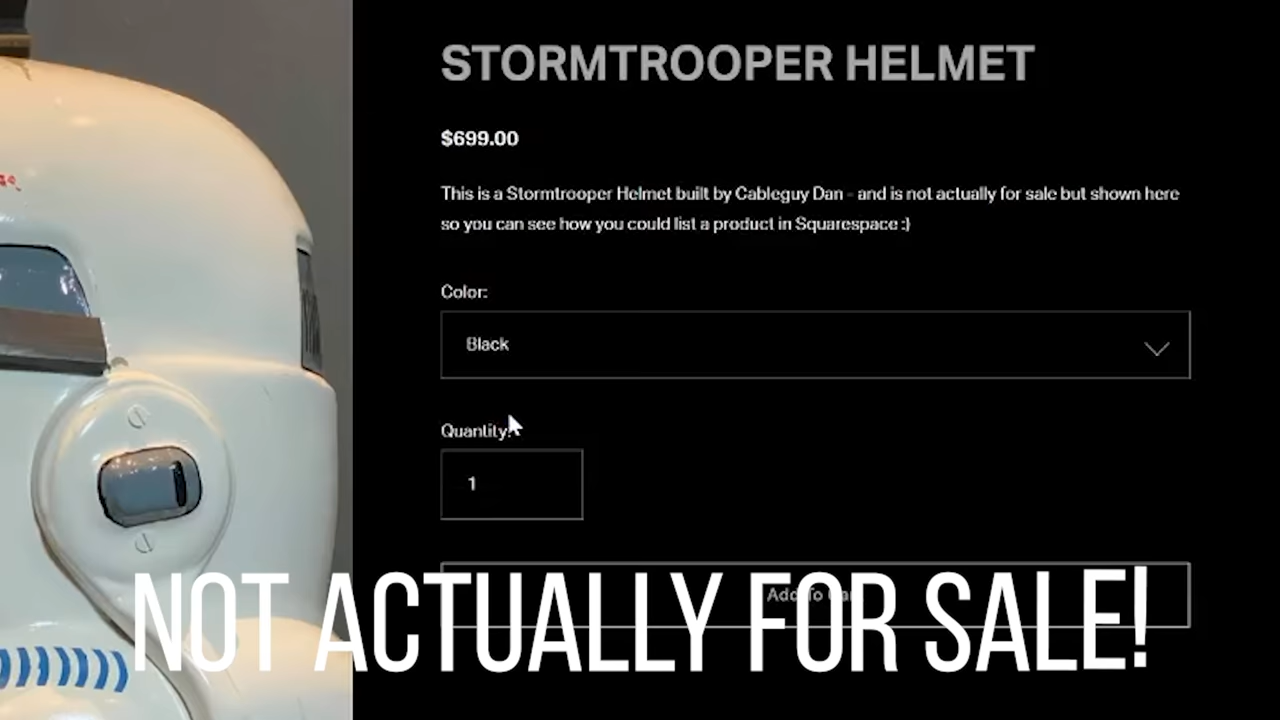 STORMTROOPER HELMET
$699.00
This is a Stormtrooper Helmet built by Cableguy Dan - and is not actually for sale but shown here
so you can see how you could list a product in Squarespace :)
Color:
Black
Quantity:
1
Add To
NOT ACTUALLY FOR SALE!